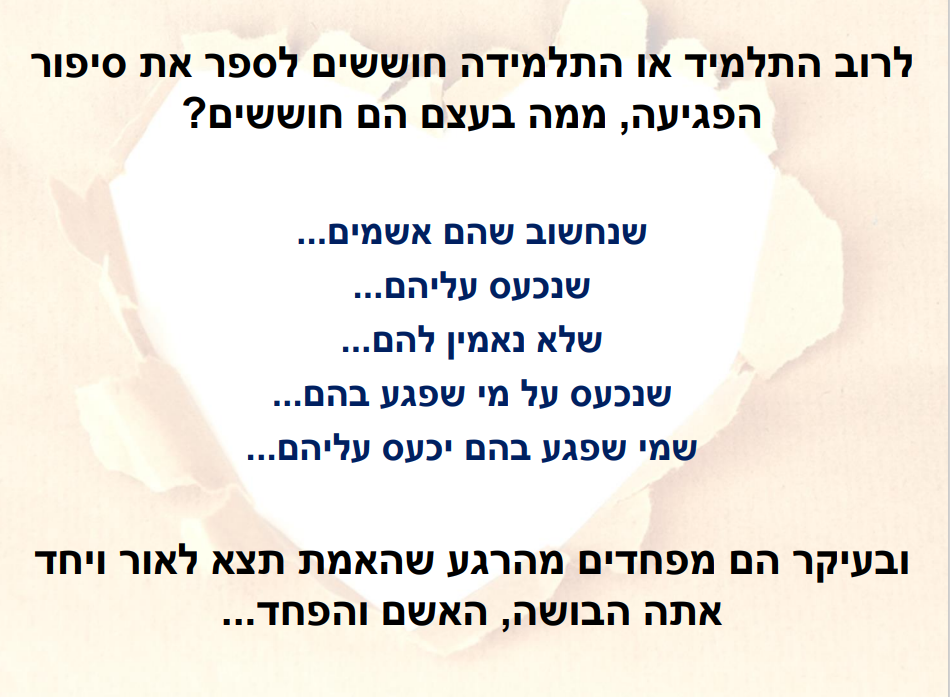 לרוב התלמיד או התלמידה חוששים לספר את סיפור
הפגיעה, ממה בעצם הם חוששים?
שנחשוב שהם אשמים...
שנכעס עליהם...
שלא נאמין להם...
שנכעס על מי שפגע בהם...
שמי שפגע בהם יכעס עליהם...
ובעיקר הם מפחדים מהרגע שהאמת תצא לאור ויחד
אתה הבושה, האשם והפחד...